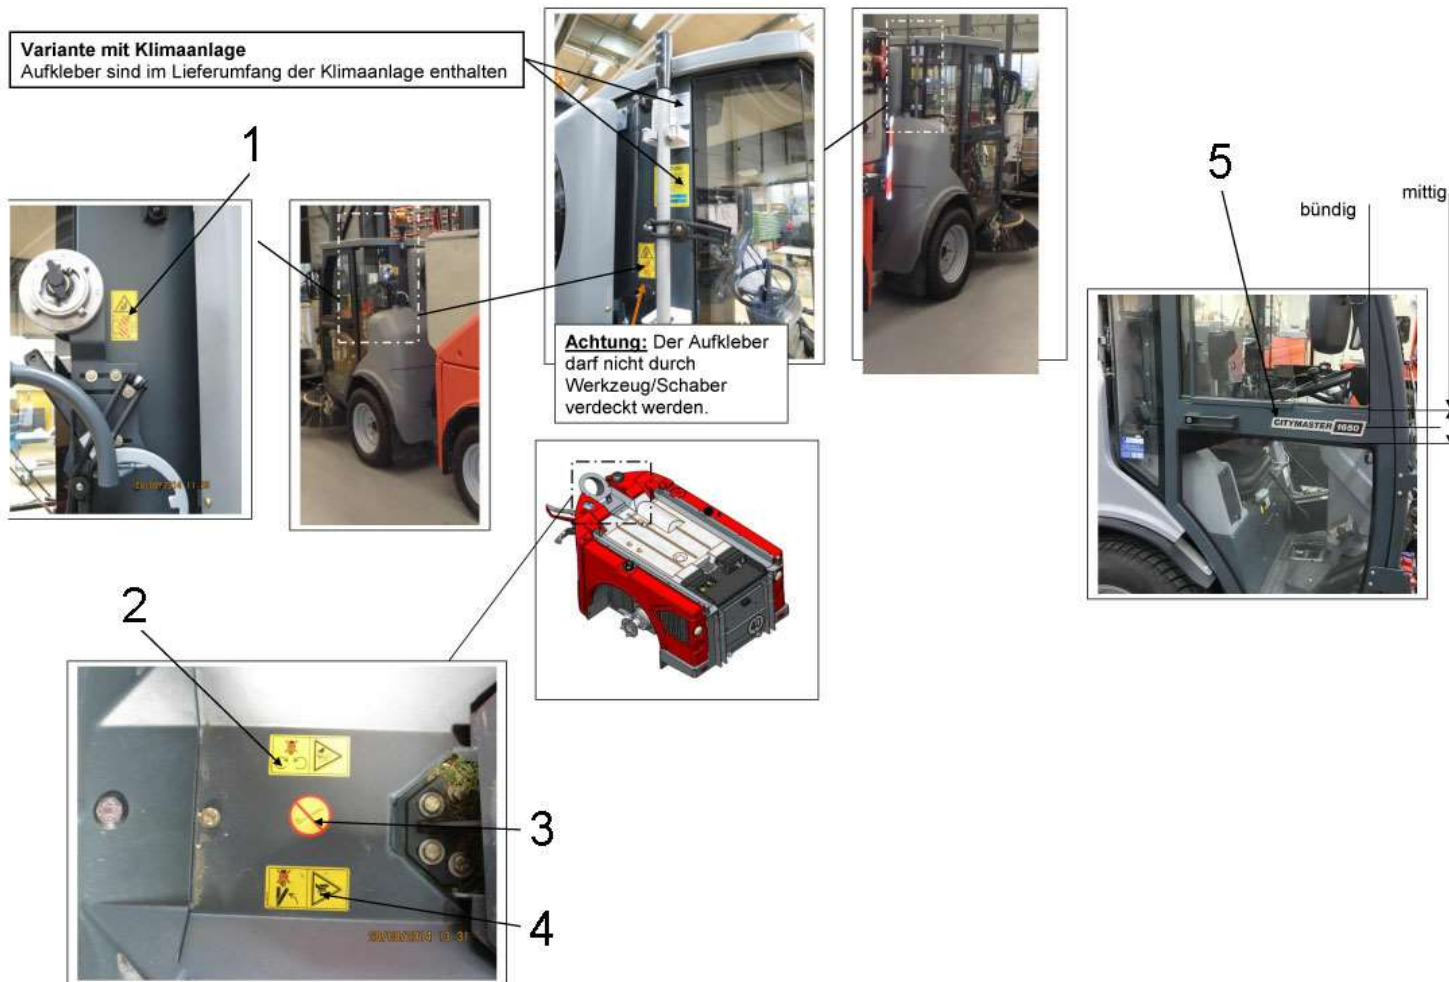 Variante mit Klimaanlage
Aufkleber sind im Lieferumfang der Klimaanlage enthalten
1
5
mittig
bündig
Achtung: Der Aufkleber
darf nicht durch
Werkzeug/Schaber
verdeckt werden.
CITYMASTER 1650
2
3
4